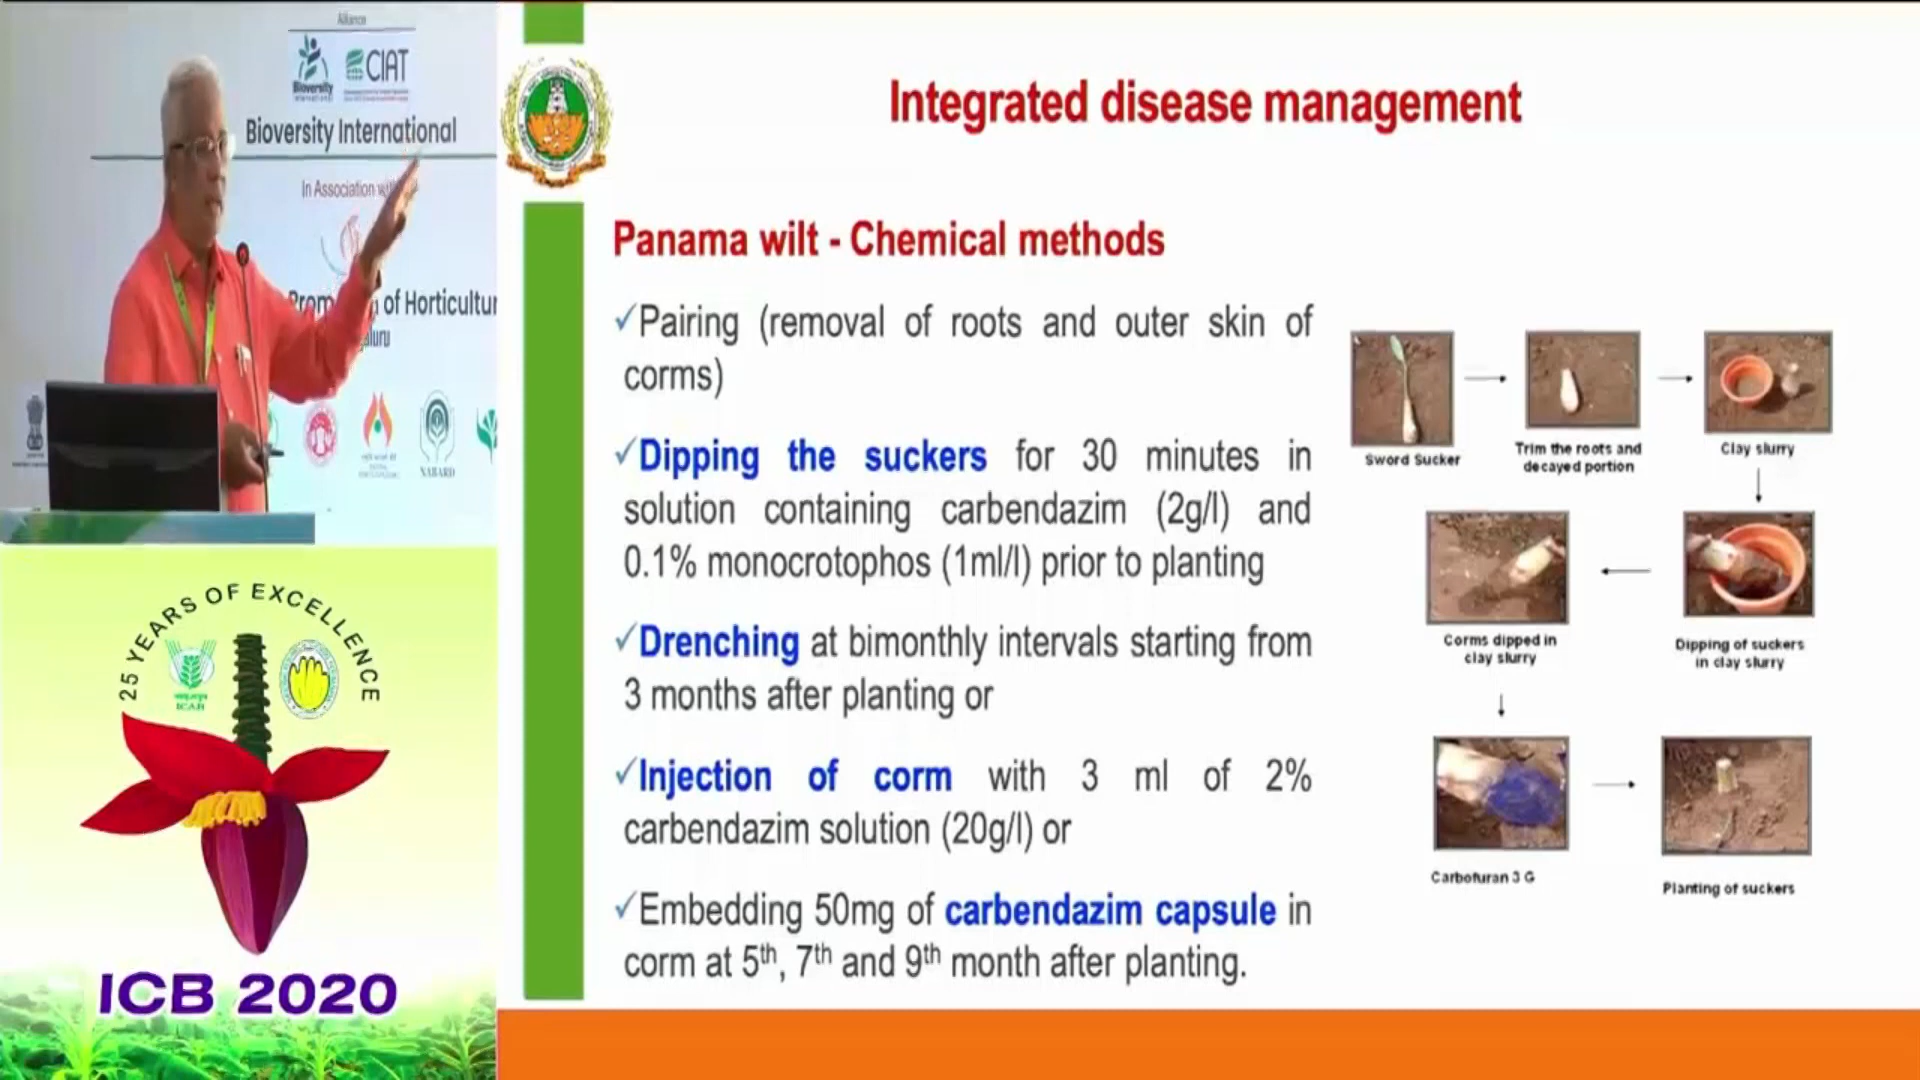 Alliance
Bioversity
International
CIAT
Bioversity International
In Association
of Horticultur
NABARD
25 YEARS OF EXCELLENCE
ICAR
ICB 2020
Integrated disease management
Panama wilt - Chemical methods
✓Pairing (removal of roots and outer skin of
corms)
✓Dipping the suckers for 30 minutes in
solution containing carbendazim (2g/l) and
0.1% monocrotophos (1ml/l) prior to planting
✓Drenching at bimonthly intervals starting from
3 months after planting or
✓Injection of corm with 3 ml of 2%
carbendazim solution (20g/l) or
✓Embedding 50mg of carbendazim capsule in
corm at 5th, 7th and 9th month after planting.
Sword Sucker
Trim the roots and
decayed portion
Clay slurry
Corms dipped in
clay slurry
Dipping of suckers
in clay slurry
Carbofuran 3 G
Planting of suckers